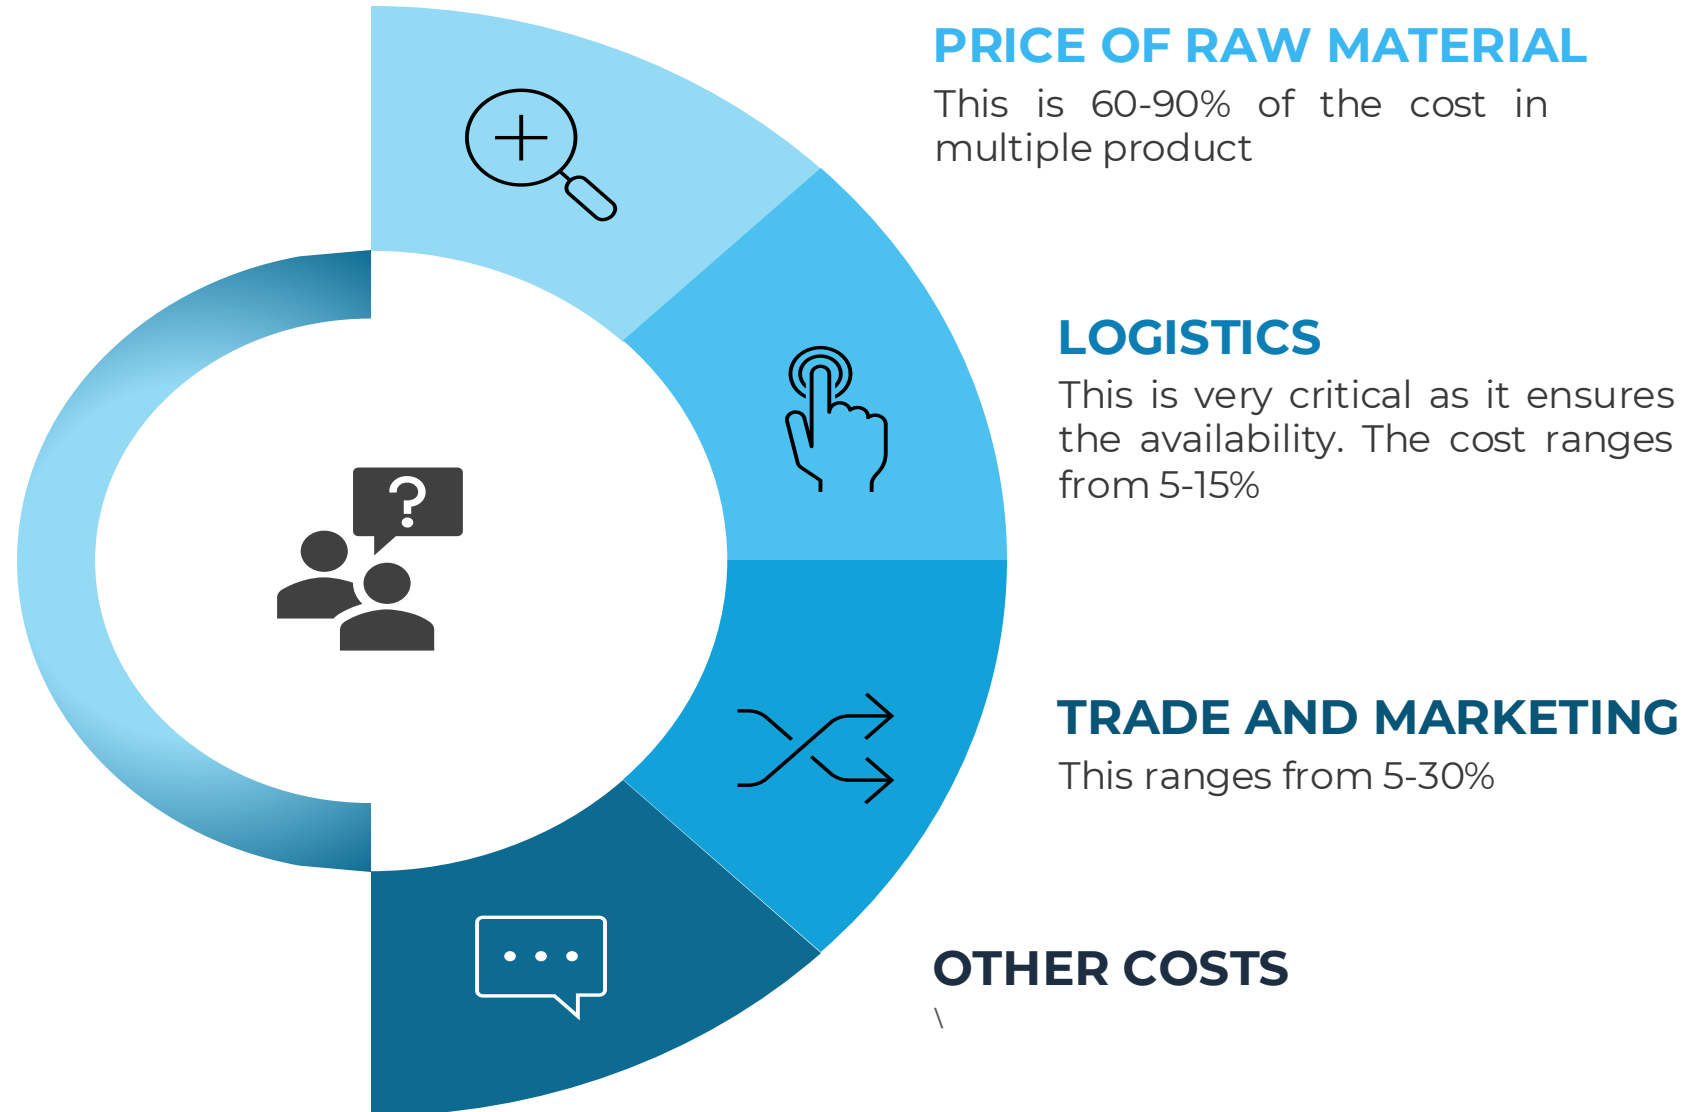 PRICE OF RAW MATERIAL
This is 60-90% of the cost in
multiple product
LOGISTICS
This is very critical as it ensures
the availability. The cost ranges
from 5-15%
?
TRADE AND MARKETING
This ranges from 5-30%
OTHER COSTS
\